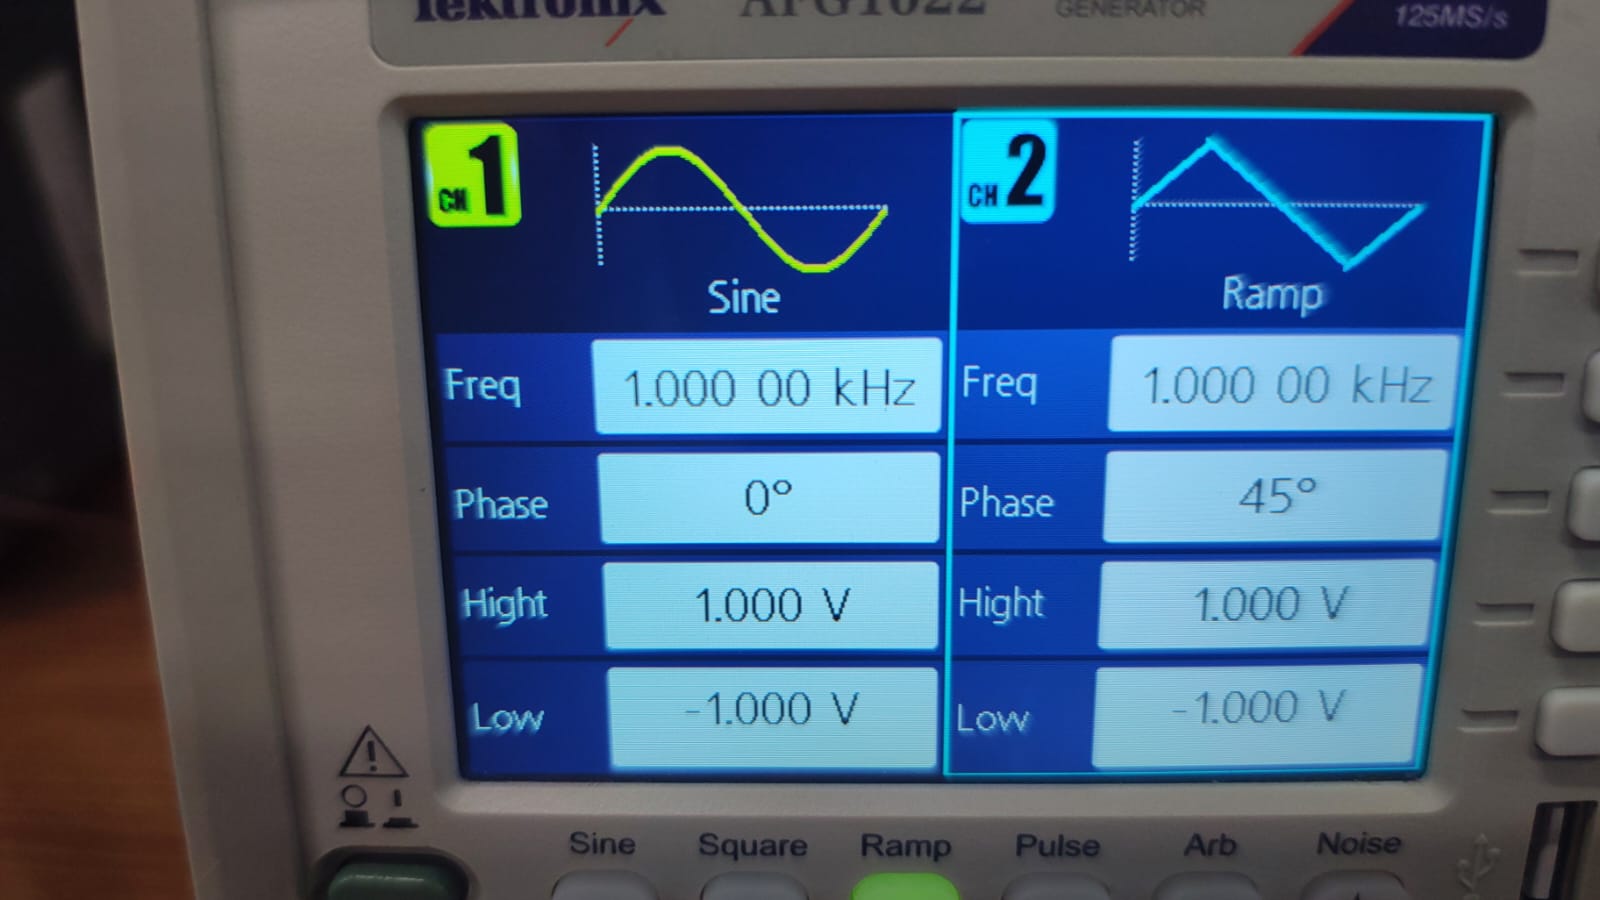 Tektronix AFG1022 GENERATOR 125MS/s
CH 1
Sine
Freq 1.000 00 kHz
Phase 0°
Hight 1.000 V
Low -1.000 V
CH 2
Ramp
Freq 1.000 00 kHz
Phase 45°
Hight 1.000 V
Low -1.000 V
Sine Square Ramp Pulse Arb Noise